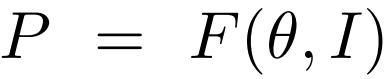 P = F(θ, I)